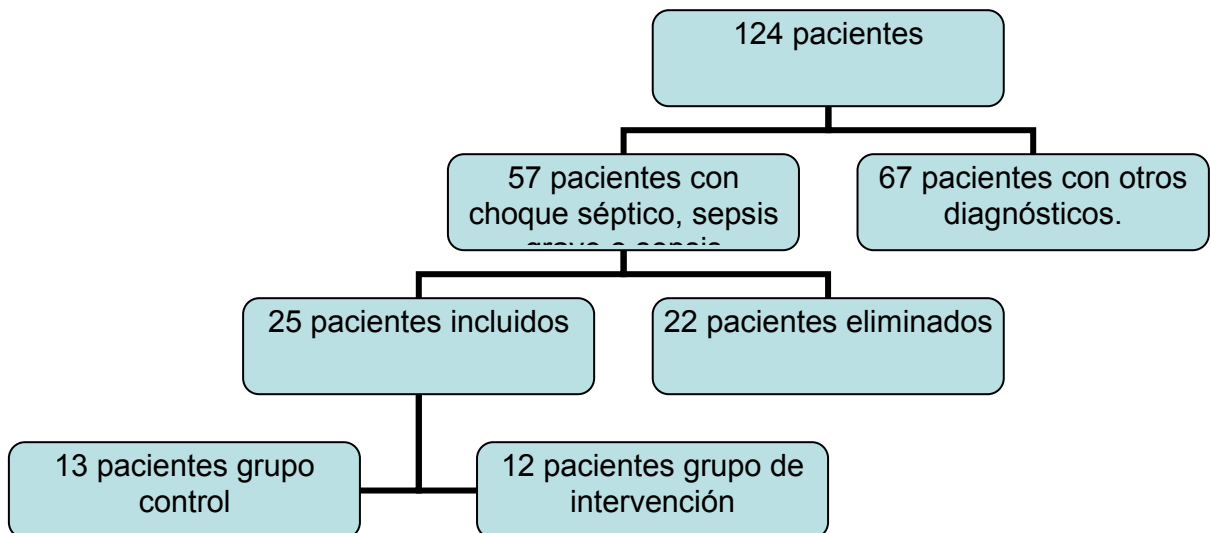 124 pacientes
57 pacientes con
choque séptico, sepsis
67 pacientes con otros
diagnósticos.
25 pacientes incluidos
22 pacientes eliminados
13 pacientes grupo
control
12 pacientes grupo de
intervención